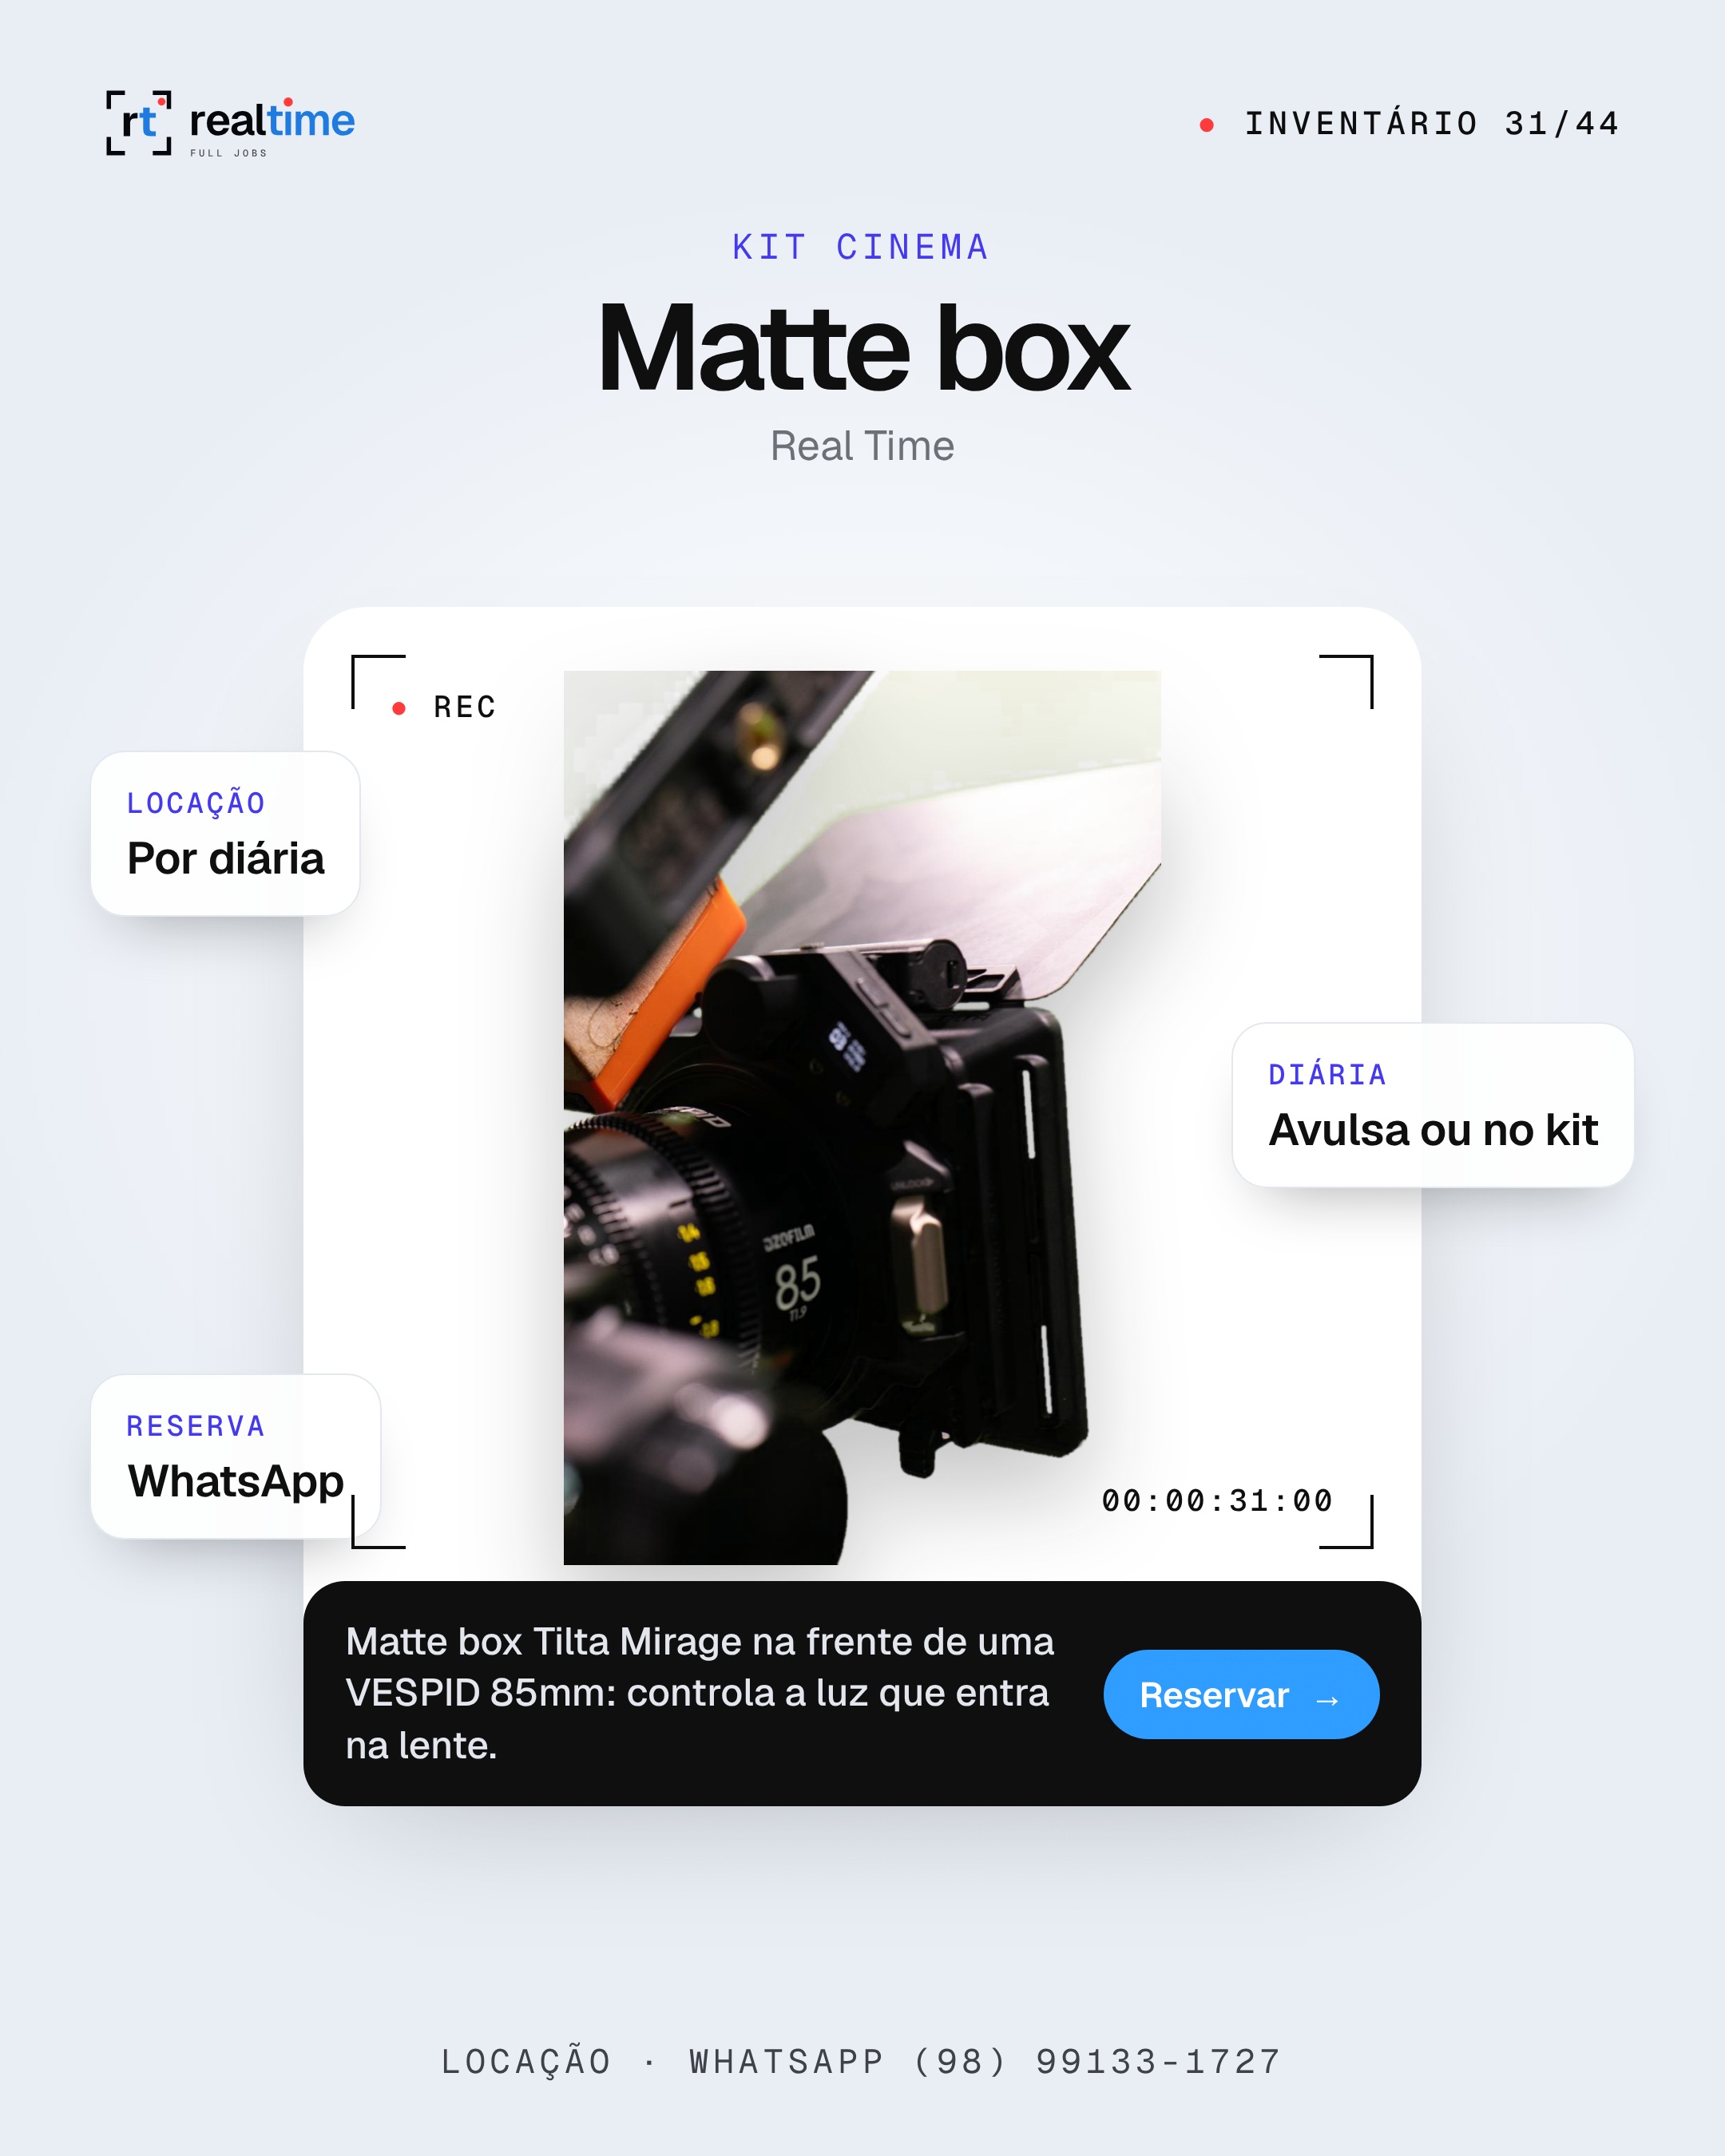 rt realtime
FULL JOBS
INVENTÁRIO 31/44
KIT CINEMA
Matte box
Real Time
REC
LOCAÇÃO
Por diária
DIÁRIA
Avulsa ou no kit
UNLOCK
DZOFILM
85
T1.9
RESERVA
WhatsApp
00:00:31:00
Matte box Tilta Mirage na frente de uma
VESPID 85mm: controla a luz que entra
na lente.
Reservar →
LOCAÇÃO · WHATSAPP (98) 99133-1727